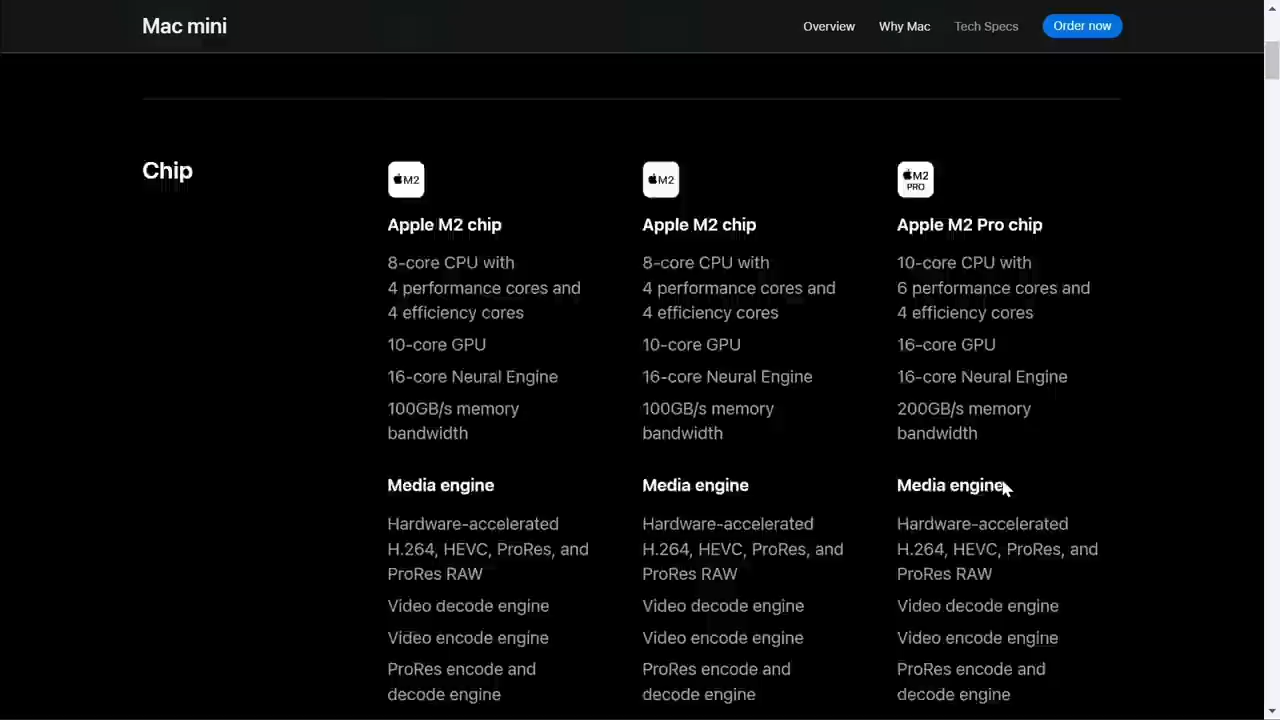 Mac mini
Overview
Why Mac
Tech Specs
Order now
Chip
M2
Apple M2 chip
8-core CPU with
4 performance cores and
4 efficiency cores
10-core GPU
16-core Neural Engine
100GB/s memory
bandwidth
Media engine
Hardware-accelerated
H.264, HEVC, ProRes, and
ProRes RAW
Video decode engine
Video encode engine
ProRes encode and
decode engine
M2
Apple M2 chip
8-core CPU with
4 performance cores and
4 efficiency cores
10-core GPU
16-core Neural Engine
100GB/s memory
bandwidth
Media engine
Hardware-accelerated
H.264, HEVC, ProRes, and
ProRes RAW
Video decode engine
Video encode engine
ProRes encode and
decode engine
M2
PRO
Apple M2 Pro chip
10-core CPU with
6 performance cores and
4 efficiency cores
16-core GPU
16-core Neural Engine
200GB/s memory
bandwidth
Media engine
Hardware-accelerated
H.264, HEVC, ProRes, and
ProRes RAW
Video decode engine
Video encode engine
ProRes encode and
decode engine